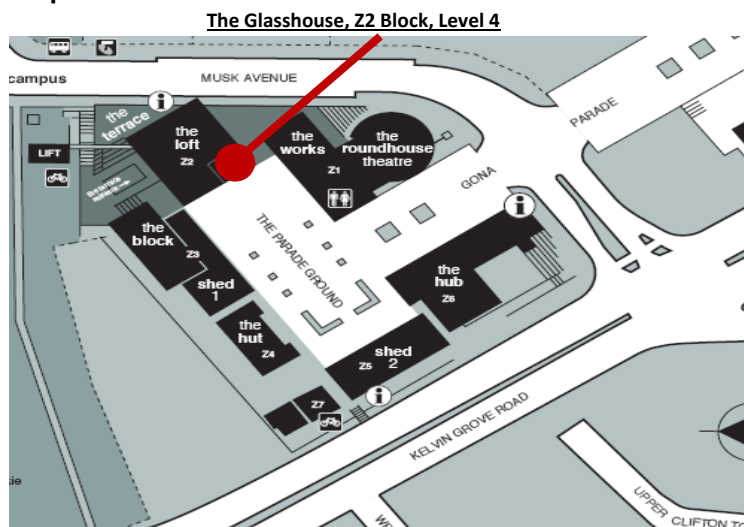 The Glasshouse, Z2 Block, Level 4
campus
MUSK AVENUE
the
terrace
i
the
loft
Z2
LIFT
the
works
Z1
the
roundhouse
theatre
PARADE
GONA
i
the
block
Z3
THE PARADE GROUND
shed
1
the
hub
Z6
the
hut
Z4
shed
2
Z5
i
Z7
KELVIN GROVE ROAD
kie
UPPER
CLIFTON